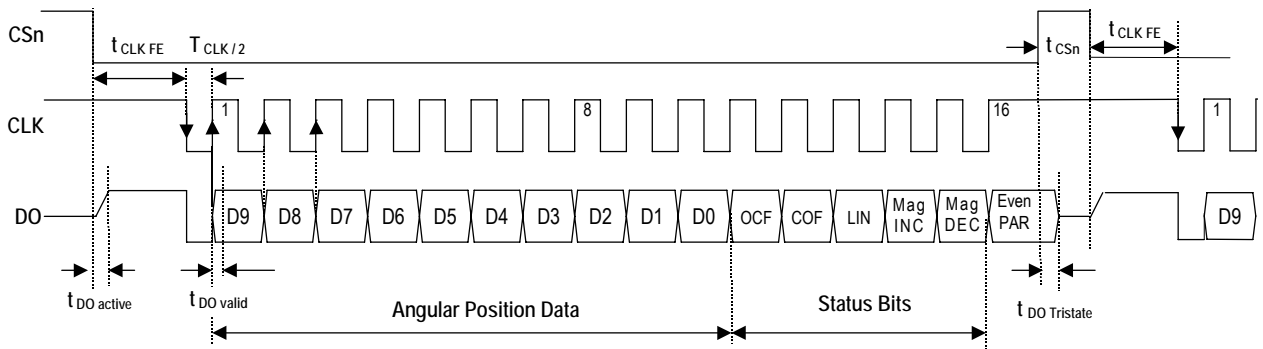 CSn
t CLK FE
T CLK / 2
t CSn
t CLK FE
CLK
1
8
16
1
DO
D9
D8
D7
D6
D5
D4
D3
D2
D1
D0
OCF
COF
LIN
Mag
INC
Mag
DEC
Even
PAR
D9
t DO active
t DO valid
Angular Position Data
Status Bits
t DO Tristate